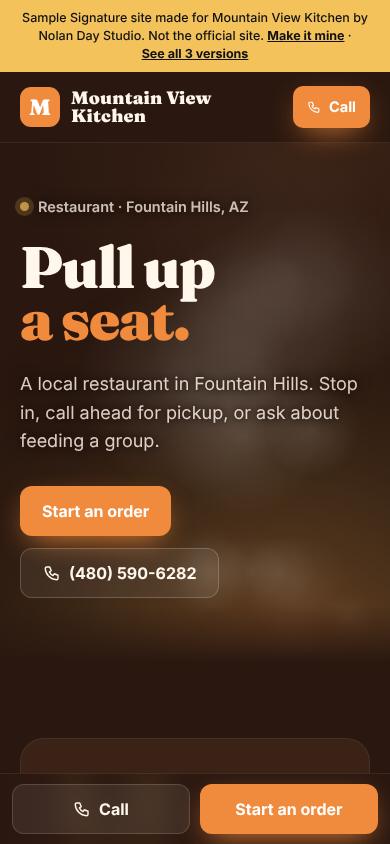 Sample Signature site made for Mountain View Kitchen by
Nolan Day Studio. Not the official site. Make it mine ·
See all 3 versions
M
Mountain View
Kitchen
Call
Restaurant · Fountain Hills, AZ
Pull up
a seat.
A local restaurant in Fountain Hills. Stop
in, call ahead for pickup, or ask about
feeding a group.
Start an order
(480) 590-6282
Call
Start an order